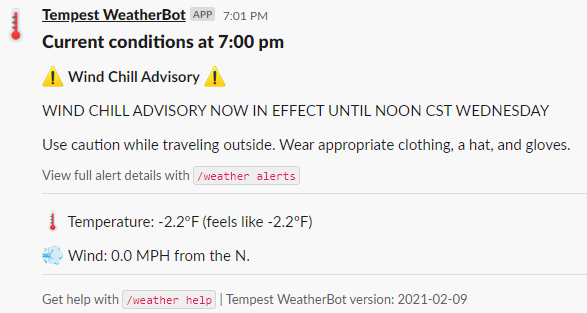 Tempest WeatherBot APP 7:01 PM
Current conditions at 7:00 pm
Wind Chill Advisory
WIND CHILL ADVISORY NOW IN EFFECT UNTIL NOON CST WEDNESDAY
Use caution while traveling outside. Wear appropriate clothing, a hat, and gloves.
View full alert details with /weather alerts
Temperature: -2.2°F (feels like -2.2°F)
Wind: 0.0 MPH from the N.
Get help with /weather help | Tempest WeatherBot version: 2021-02-09